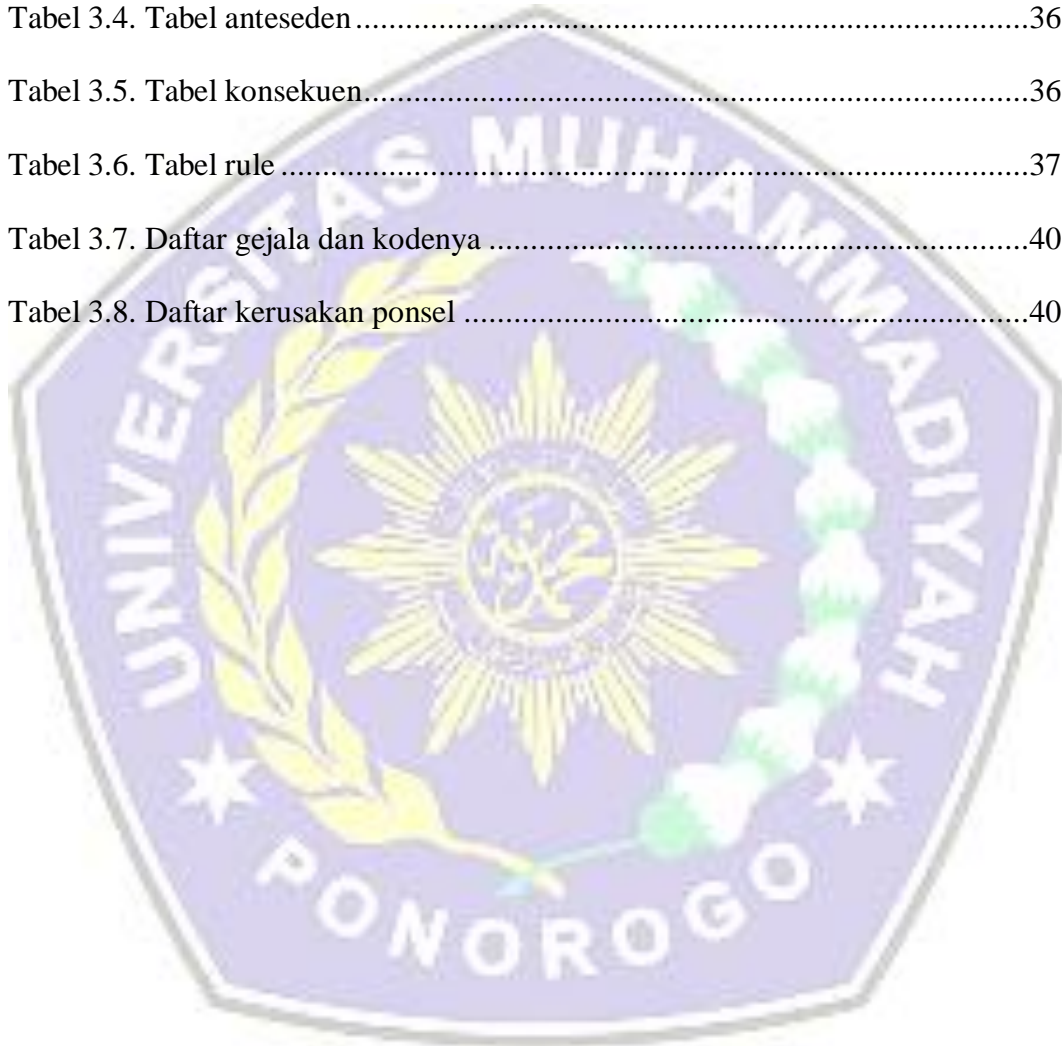 Tabel 3.4. Tabel anteseden....................................................................................36
Tabel 3.5. Tabel konsekuen...................................................................................36
Tabel 3.6. Tabel rule..............................................................................................37
Tabel 3.7. Daftar gejala dan kodenya....................................................................40
Tabel 3.8. Daftar kerusakan ponsel.......................................................................40
UNIVERSITAS MUHAMMADIYAH
PONOROGO